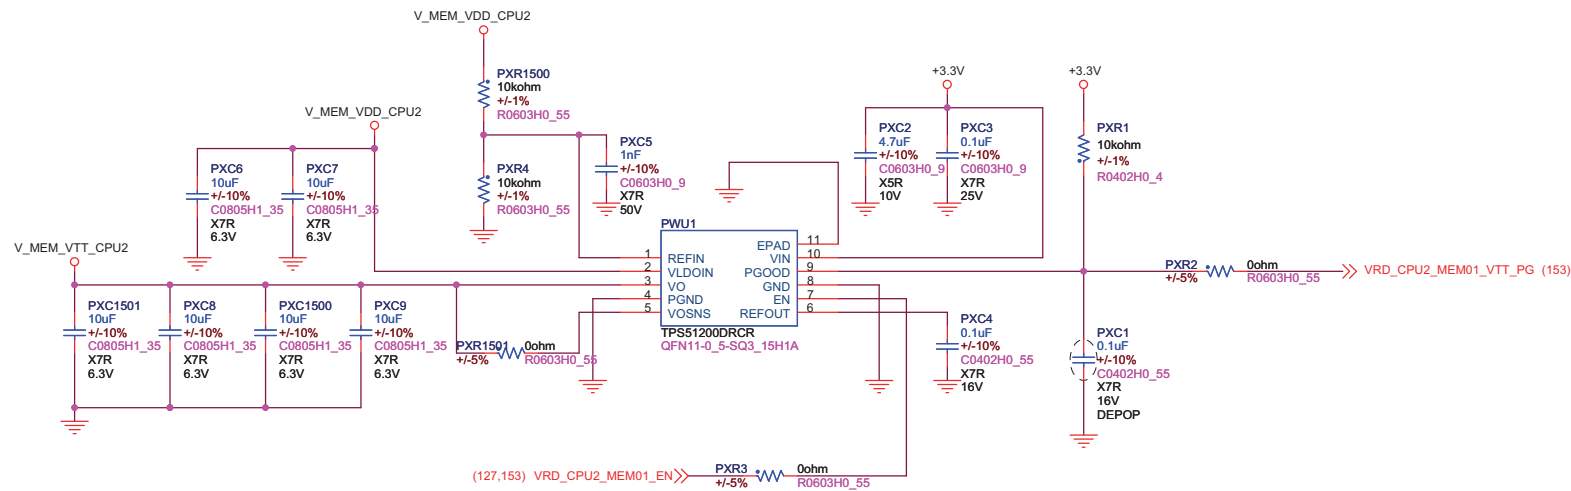 V_MEM_VDD_CPU2
PXR1500
10kohm
+/-1%
R0603H0_55
V_MEM_VDD_CPU2
PXC6
10uF
+/-10%
C0805H1_35
X7R
6.3V
PXC7
10uF
+/-10%
C0805H1_35
X7R
6.3V
PXR4
10kohm
+/-1%
R0603H0_55
PXC5
1nF
+/-10%
C0603H0_9
X7R
50V
+3.3V
PXC2
4.7uF
+/-10%
C0603H0_9
X5R
10V
PXC3
0.1uF
+/-10%
C0603H0_9
X7R
25V
+3.3V
PXR1
10kohm
+/-1%
R0402H0_4
V_MEM_VTT_CPU2
PXC1501
10uF
+/-10%
C0805H1_35
X7R
6.3V
PXC8
10uF
+/-10%
C0805H1_35
X7R
6.3V
PXC1500
10uF
+/-10%
C0805H1_35
X7R
6.3V
PXC9
10uF
+/-10%
C0805H1_35
X7R
6.3V
PXR1501
+/-5%
0ohm
R0603H0_55
PWU1
1 REFIN
2 VLDOIN
3 VO
4 PGND
5 VOSNS
EPAD 11
VIN 10
PGOOD 9
GND 8
EN 7
REFOUT 6
TPS51200DRCR
QFN11-0_5-SQ3_15H1A
PXC4
0.1uF
+/-10%
C0402H0_55
X7R
16V
PXR2
+/-5%
0ohm
R0603H0_55
VRD_CPU2_MEM01_VTT_PG (153)
PXC1
0.1uF
+/-10%
C0402H0_55
X7R
16V
DEPOP
(127,153) VRD_CPU2_MEM01_EN
PXR3
+/-5%
0ohm
R0603H0_55